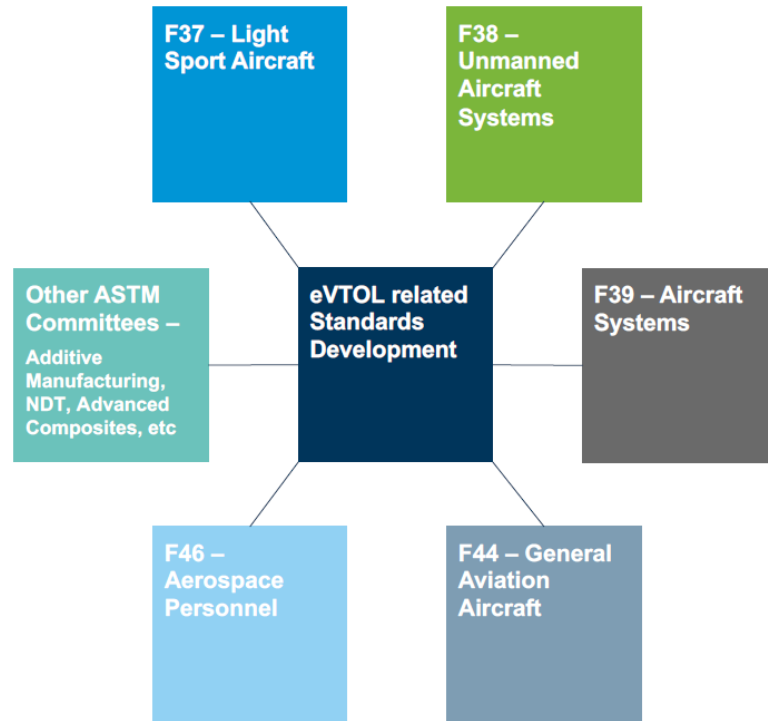 F37 – Light
Sport Aircraft
F38 –
Unmanned
Aircraft
Systems
Other ASTM
Committees –
Additive
Manufacturing,
NDT, Advanced
Composites, etc
eVTOL related
Standards
Development
F39 – Aircraft
Systems
F46 –
Aerospace
Personnel
F44 – General
Aviation
Aircraft